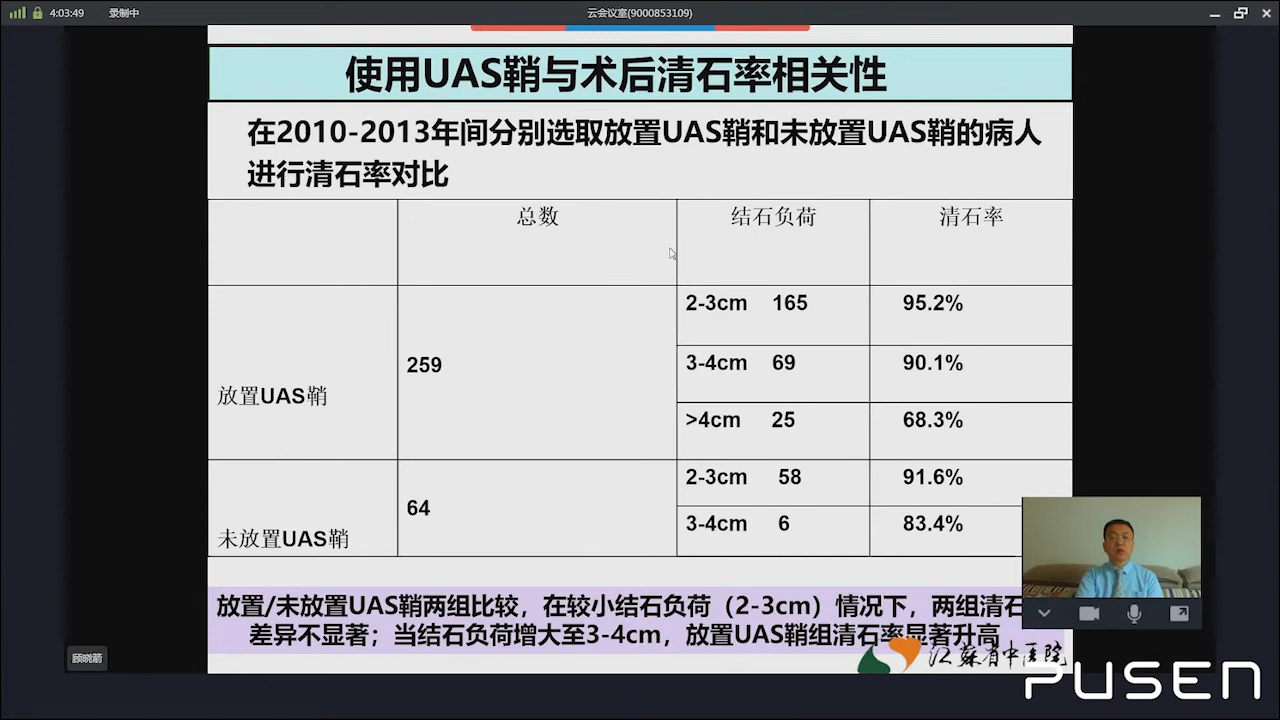 4:03:49 录制中 云会议室(9000853109)
使用UAS鞘与术后清石率相关性
在2010-2013年间分别选取放置UAS鞘和未放置UAS鞘的病人
进行清石率对比
总数 结石负荷 清石率
放置UAS鞘 259 2-3cm 165 95.2%
3-4cm 69 90.1%
>4cm 25 68.3%
未放置UAS鞘 64 2-3cm 58 91.6%
3-4cm 6 83.4%
放置/未放置UAS鞘两组比较，在较小结石负荷（2-3cm）情况下，两组清石
差异不显著；当结石负荷增大至3-4cm，放置UAS鞘组清石率显著升高
江苏省中医院
顾晓箭
PUSEN